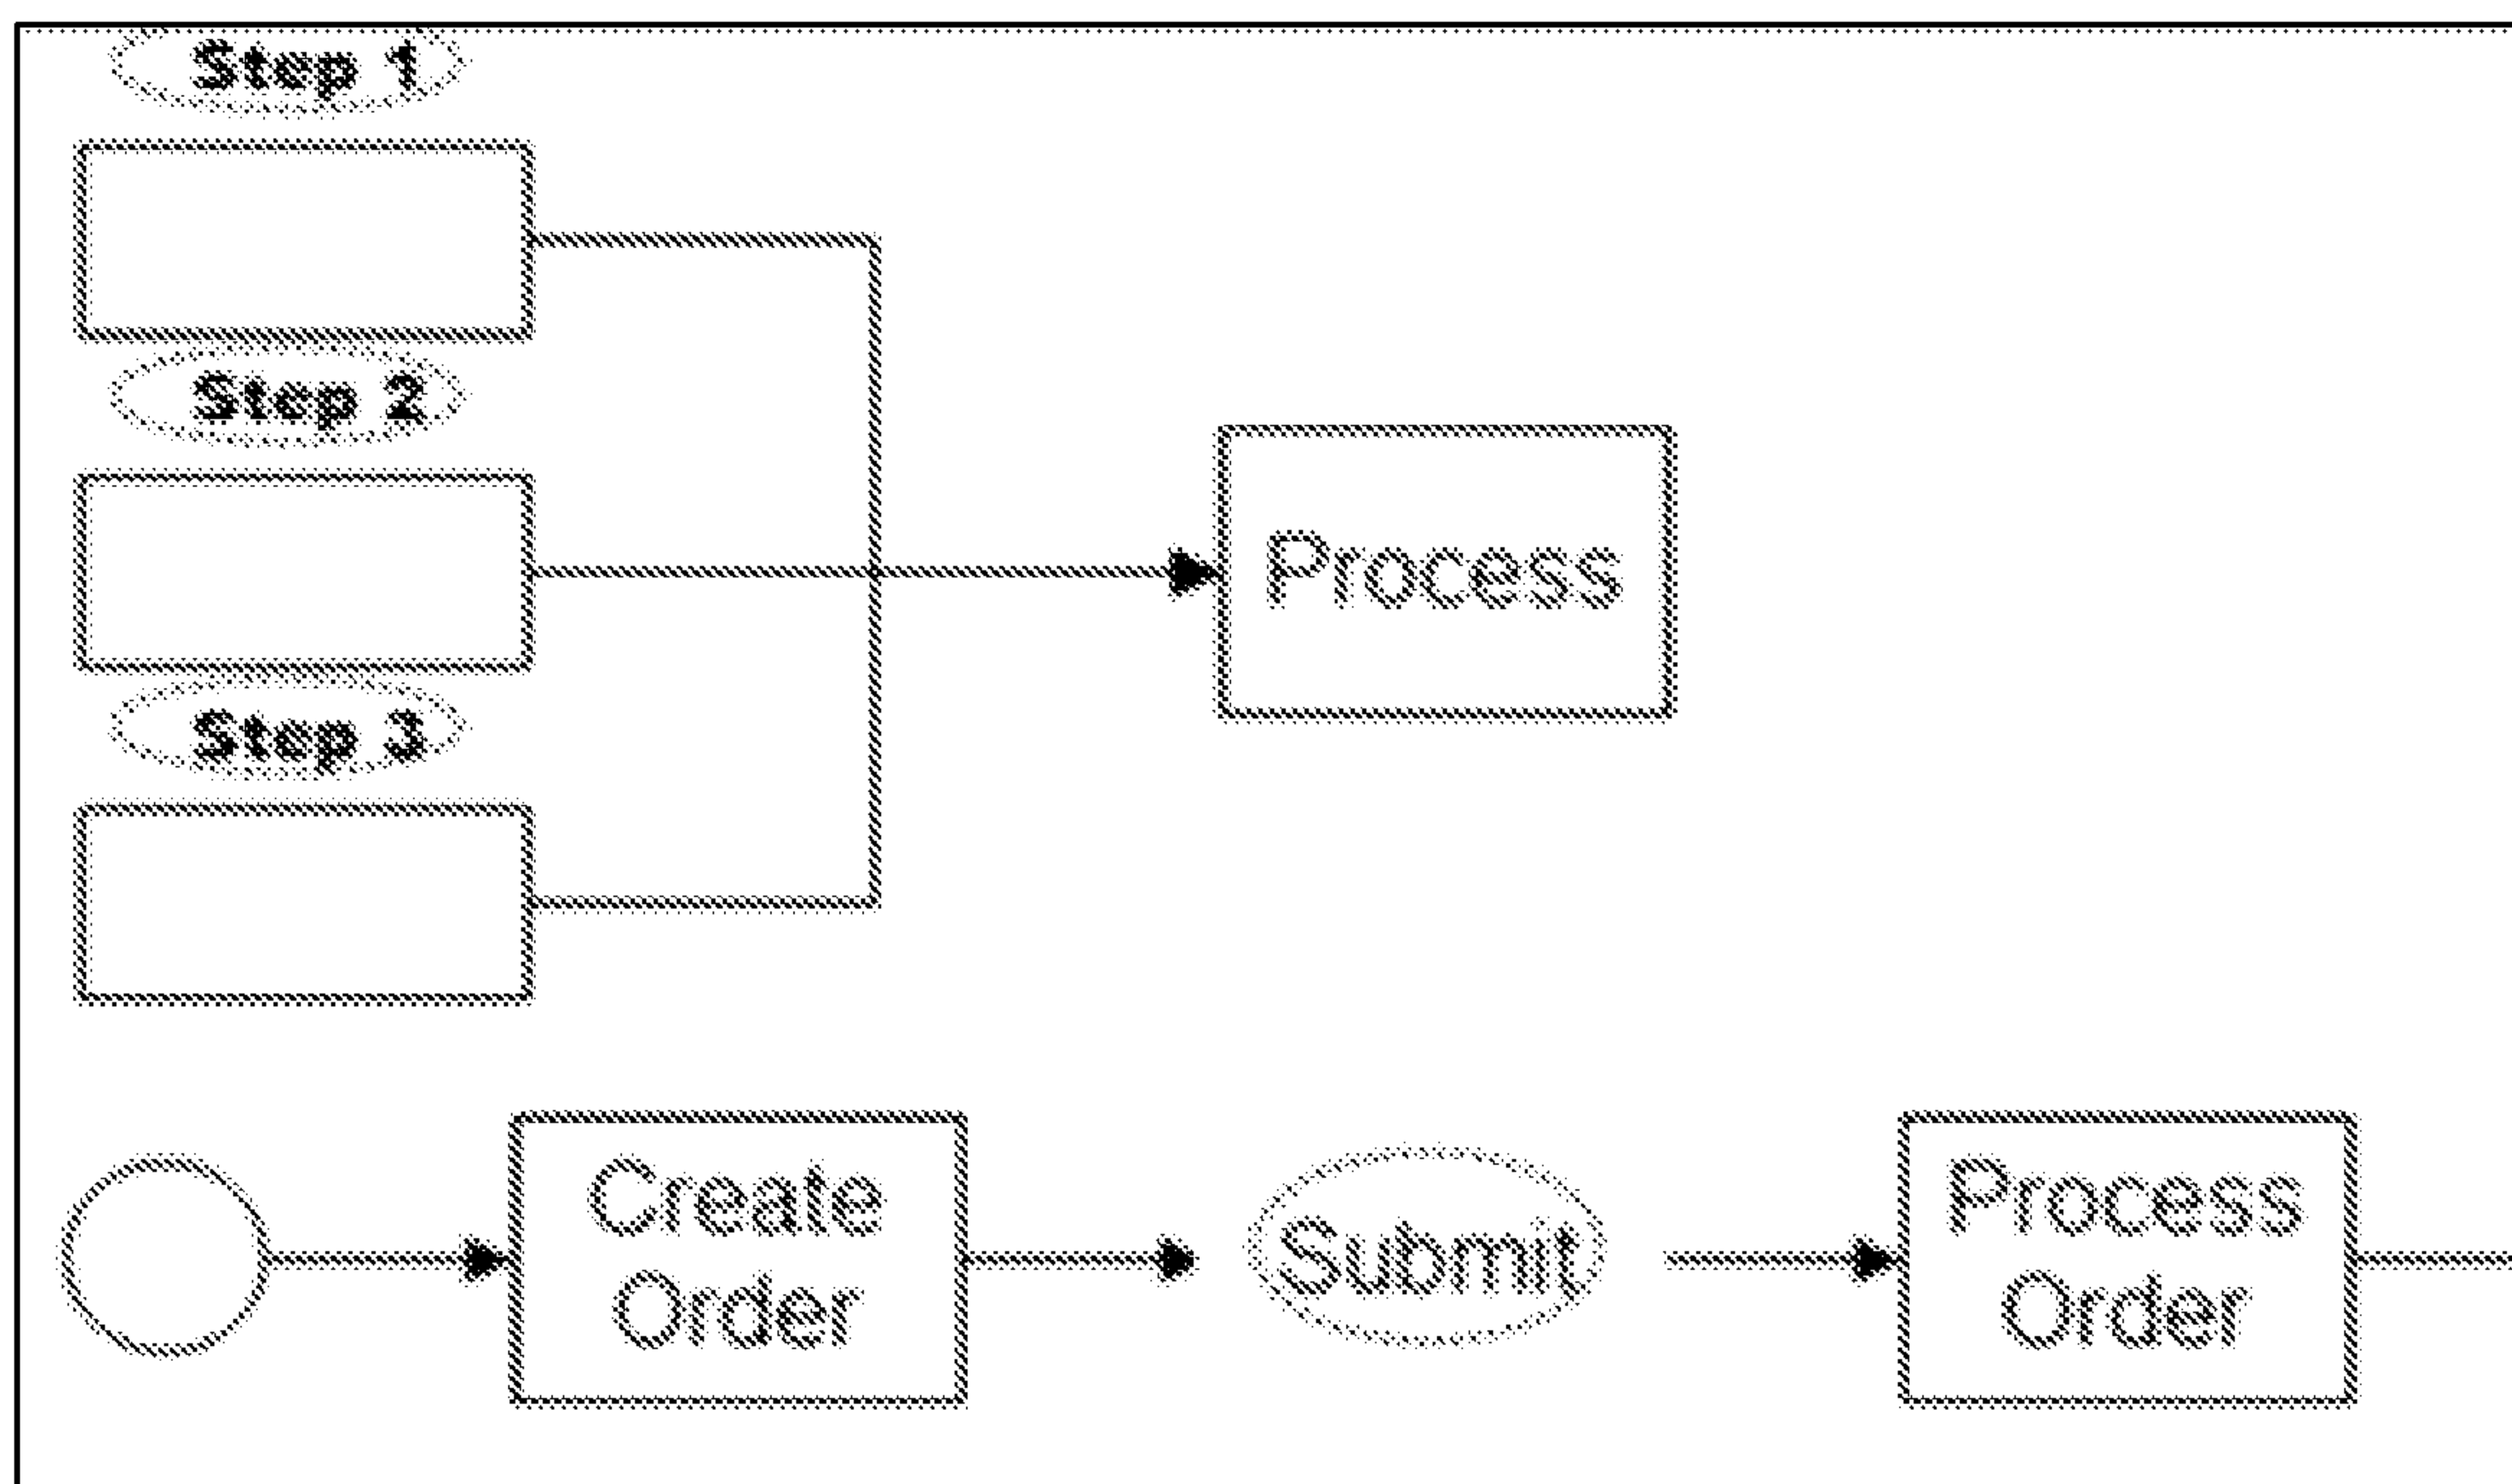 Step 1
Step 2
Process
Step 3
Create
Order
Submit
Process
Order